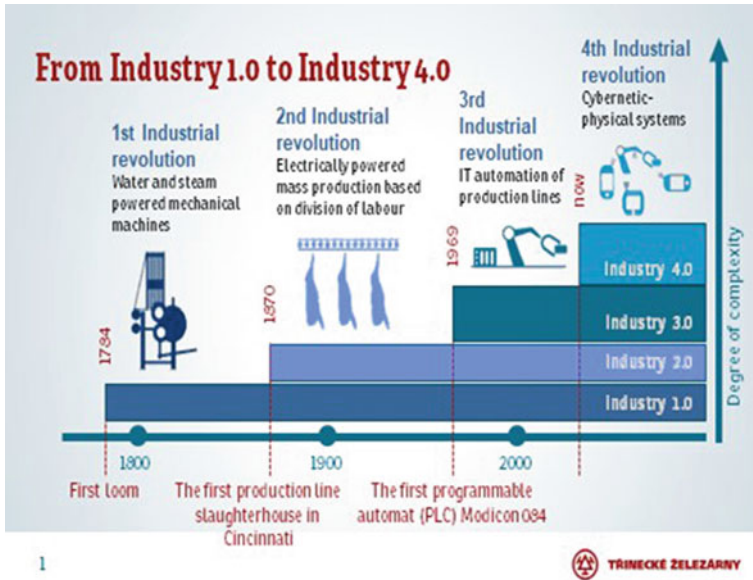 From Industry 1.0 to Industry 4.0
1st Industrial
revolution
Water and steam
powered mechanical
machines
2nd Industrial
revolution
Electrically powered
mass production based
on division of labour
3rd
Industrial
revolution
IT automation of
production lines
4th Industrial
revolution
Cybernetic-
physical systems
1784
1870
1969
now
Industry 4.0
Industry 3.0
Industry 2.0
Industry 1.0
Degree of complexity
1800
1900
2000
First loom
The first production line
slaughterhouse in
Cincinnati
The first programmable
automat (PLC) Modicon 084
1
TŘINECKÉ ŽELEZÁRNY